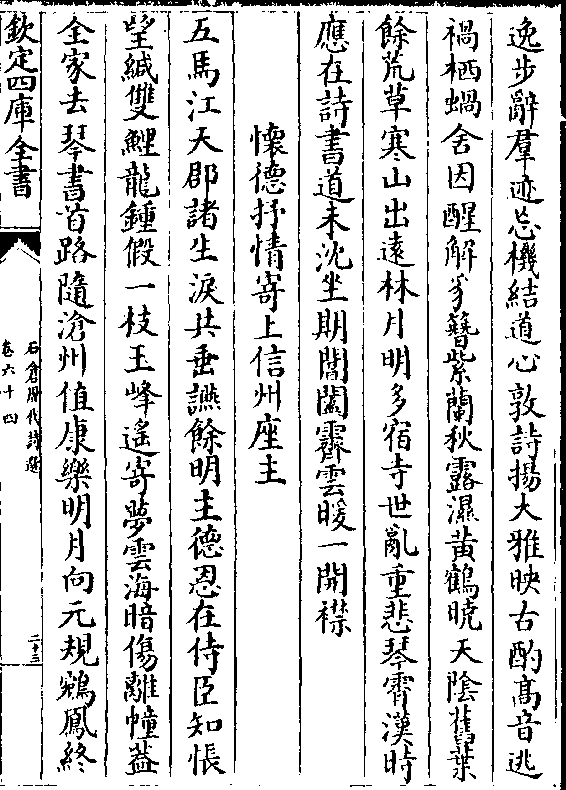 逸步辭羣迹忘機結道心敦詩揚大雅映古酌髙音逃
禍栖蝸舍因醒解豸簪紫蘭秋露濕黄鶴曉天陰舊葉
餘荒草寒山出遠林月明多宿寺世亂重悲琴霄漢時
應在詩書道未沈坐期閶闔霽雲暖一開襟
懷德抒情寄上信州座主
五馬江天郡諸生淚共垂讌餘明主德恩在侍臣知悵
望緘雙鯉龍鍾假一枝玉峰遙寄夢雲海暗傷離幢蓋
全家去琴書首路隨滄州值康樂明月向元規鵷鳳終
欽定四庫全書
石倉歷代詩選
卷六十四
二十三